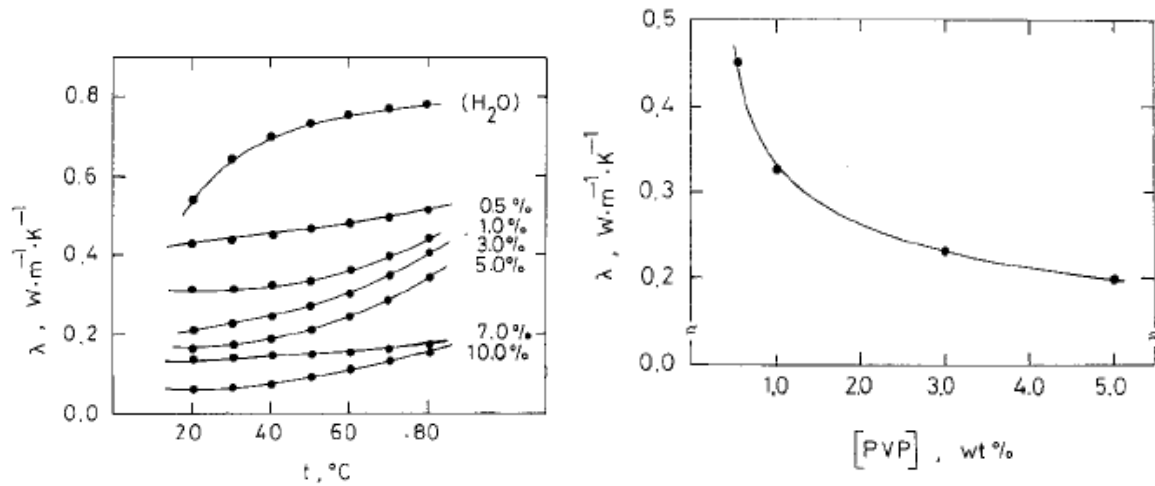 0.8
0.6
0.4
0.2
0.0
λ , W·m⁻¹·K⁻¹
(H₂O)
0.5 %
1.0 %
3.0 %
5.0 %
7.0 %
10.0 %
20 40 60 80
t , °C
0.5
0.4
0.3
0.2
0.0
λ , W·m⁻¹·K⁻¹
1.0 2.0 3.0 4.0 5.0
[PVP] , wt %